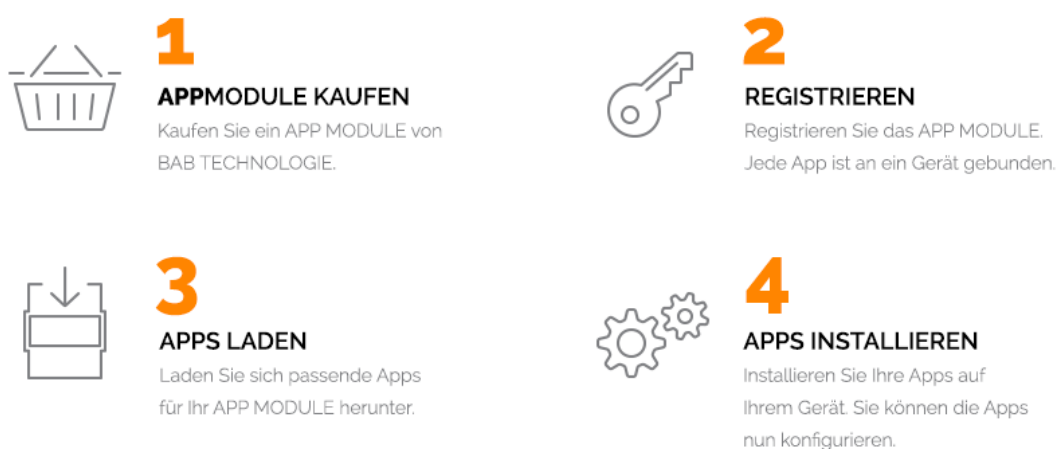 1
APPMODULE KAUFEN
Kaufen Sie ein APP MODULE von
BAB TECHNOLOGIE.
2
REGISTRIEREN
Registrieren Sie das APP MODULE.
Jede App ist an ein Gerät gebunden.
3
APPS LADEN
Laden Sie sich passende Apps
für Ihr APP MODULE herunter.
4
APPS INSTALLIEREN
Installieren Sie Ihre Apps auf
Ihrem Gerät. Sie können die Apps
nun konfigurieren.